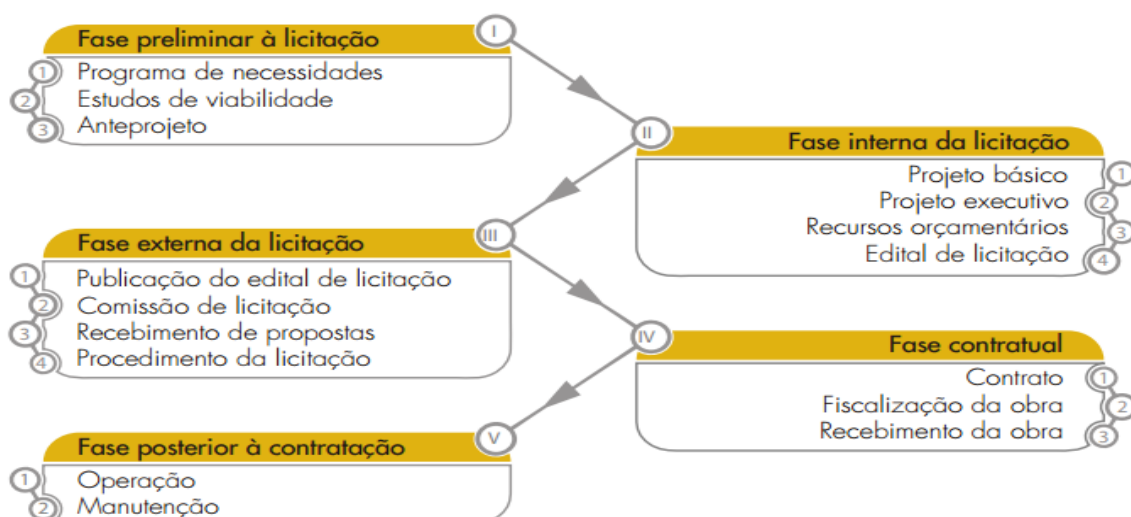 I
Fase preliminar à licitação
1 Programa de necessidades
2 Estudos de viabilidade
3 Anteprojeto
II
Fase interna da licitação
Projeto básico 1
Projeto executivo 2
Recursos orçamentários 3
Edital de licitação 4
III
Fase externa da licitação
1 Publicação do edital de licitação
2 Comissão de licitação
3 Recebimento de propostas
4 Procedimento da licitação
IV
Fase contratual
Contrato 1
Fiscalização da obra 2
Recebimento da obra 3
V
Fase posterior à contratação
1 Operação
2 Manutenção